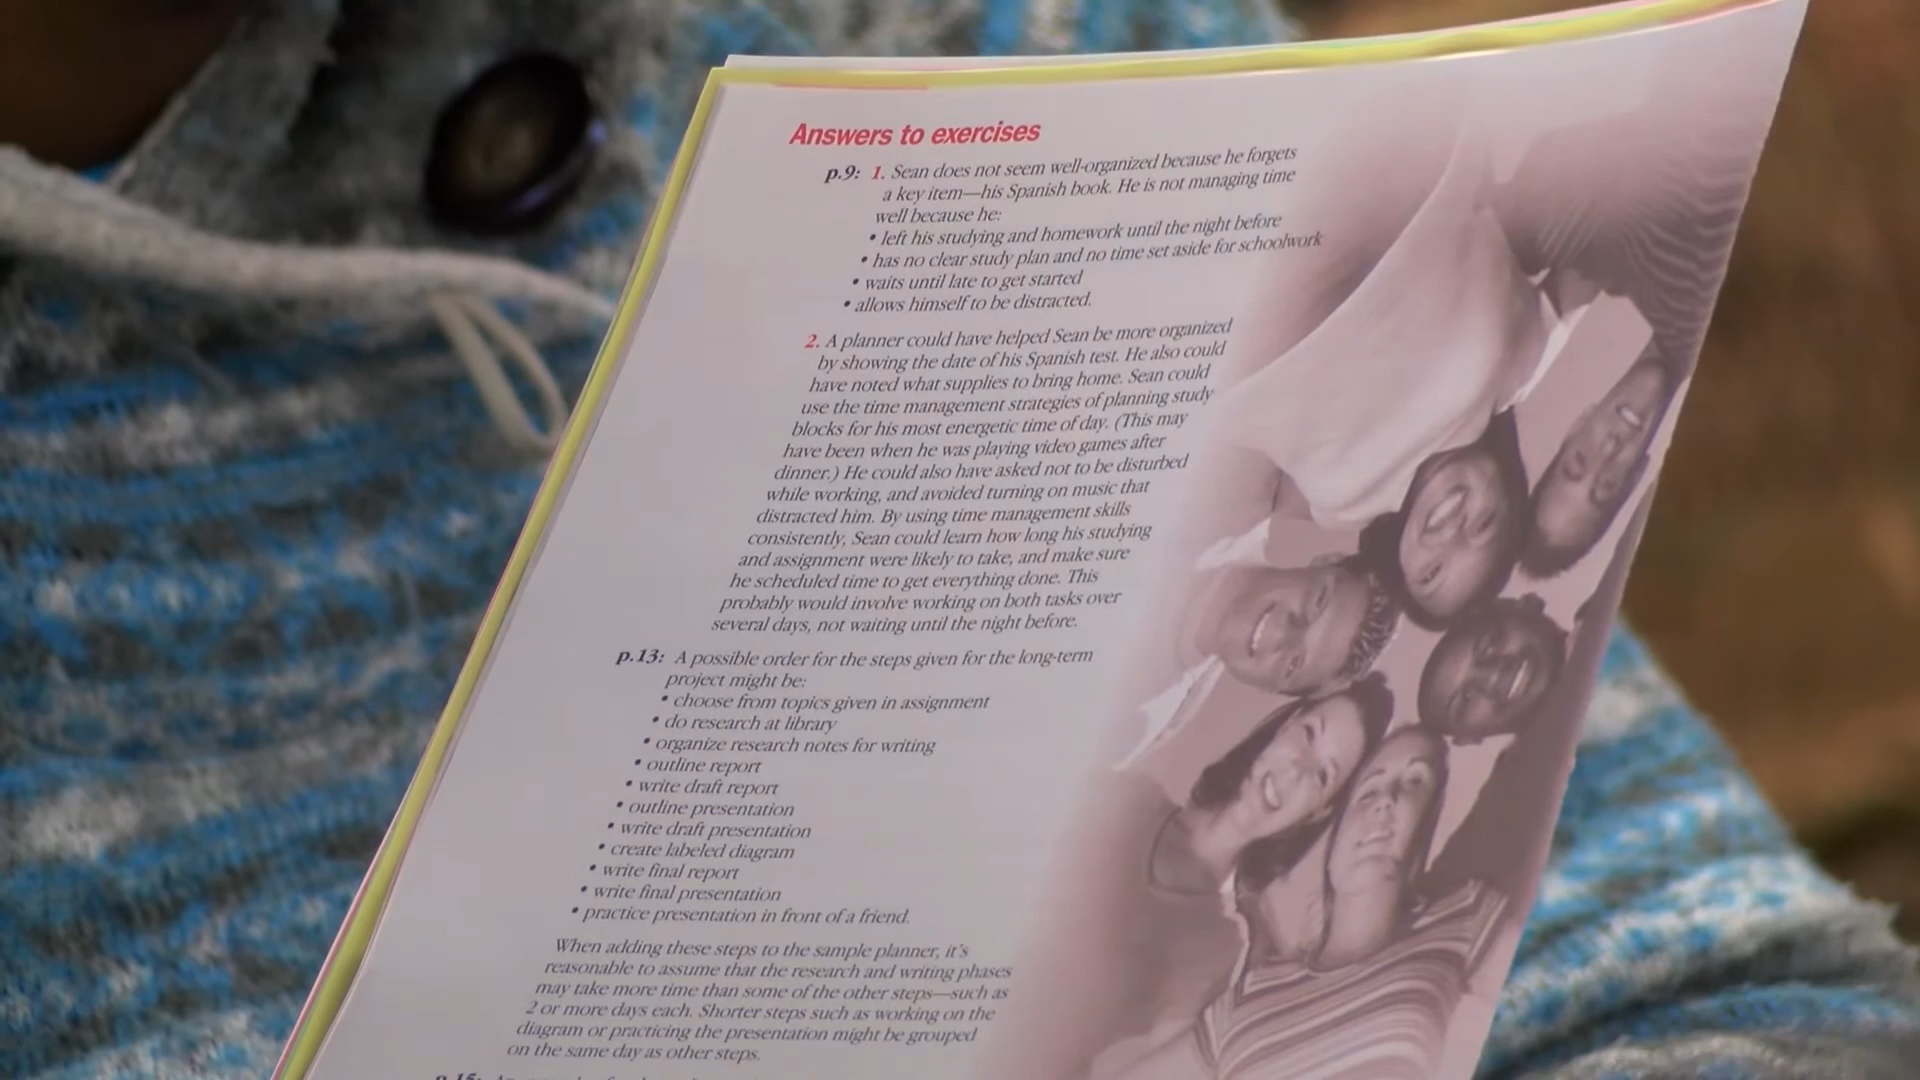 Answers to exercises
p.9: 1. Sean does not seem well-organized because he forgets
a key item—his Spanish book. He is not managing time
well because he:
• left his studying and homework until the night before
• has no clear study plan and no time set aside for schoolwork
• waits until late to get started
• allows himself to be distracted.
2. A planner could have helped Sean be more organized
by showing the date of his Spanish test. He also could
have noted what supplies to bring home. Sean could
use the time management strategies of planning study
blocks for his most energetic time of day. (This may
have been when he was playing video games after
dinner.) He could also have asked not to be disturbed
while working, and avoided turning on music that
distracted him. By using time management skills
consistently, Sean could learn how long his studying
and assignment were likely to take, and make sure
he scheduled time to get everything done. This
probably would involve working on both tasks over
several days, not waiting until the night before.
p.13: A possible order for the steps given for the long-term
project might be:
• choose from topics given in assignment
• do research at library
• organize research notes for writing
• outline report
• write draft report
• outline presentation
• write draft presentation
• create labeled diagram
• write final report
• write final presentation
• practice presentation in front of a friend.
When adding these steps to the sample planner, it's
reasonable to assume that the research and writing phases
may take more time than some of the other steps—such as
2 or more days each. Shorter steps such as working on the
diagram or practicing the presentation might be grouped
on the same day as other steps.
p.15: